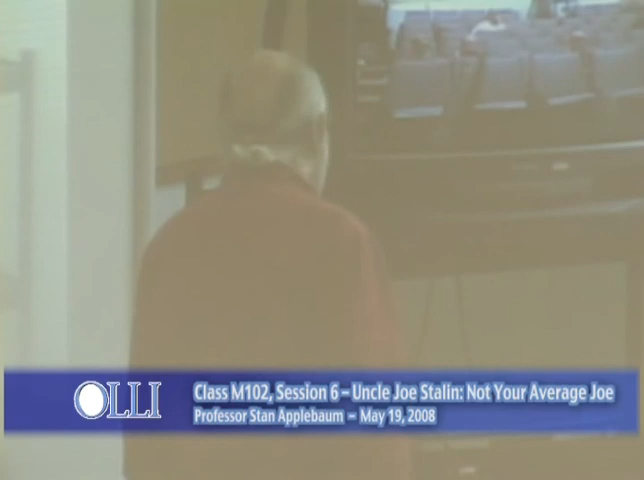 OLLI
Class M102, Session 6 – Uncle Joe Stalin: Not Your Average Joe
Professor Stan Applebaum – May 19, 2008